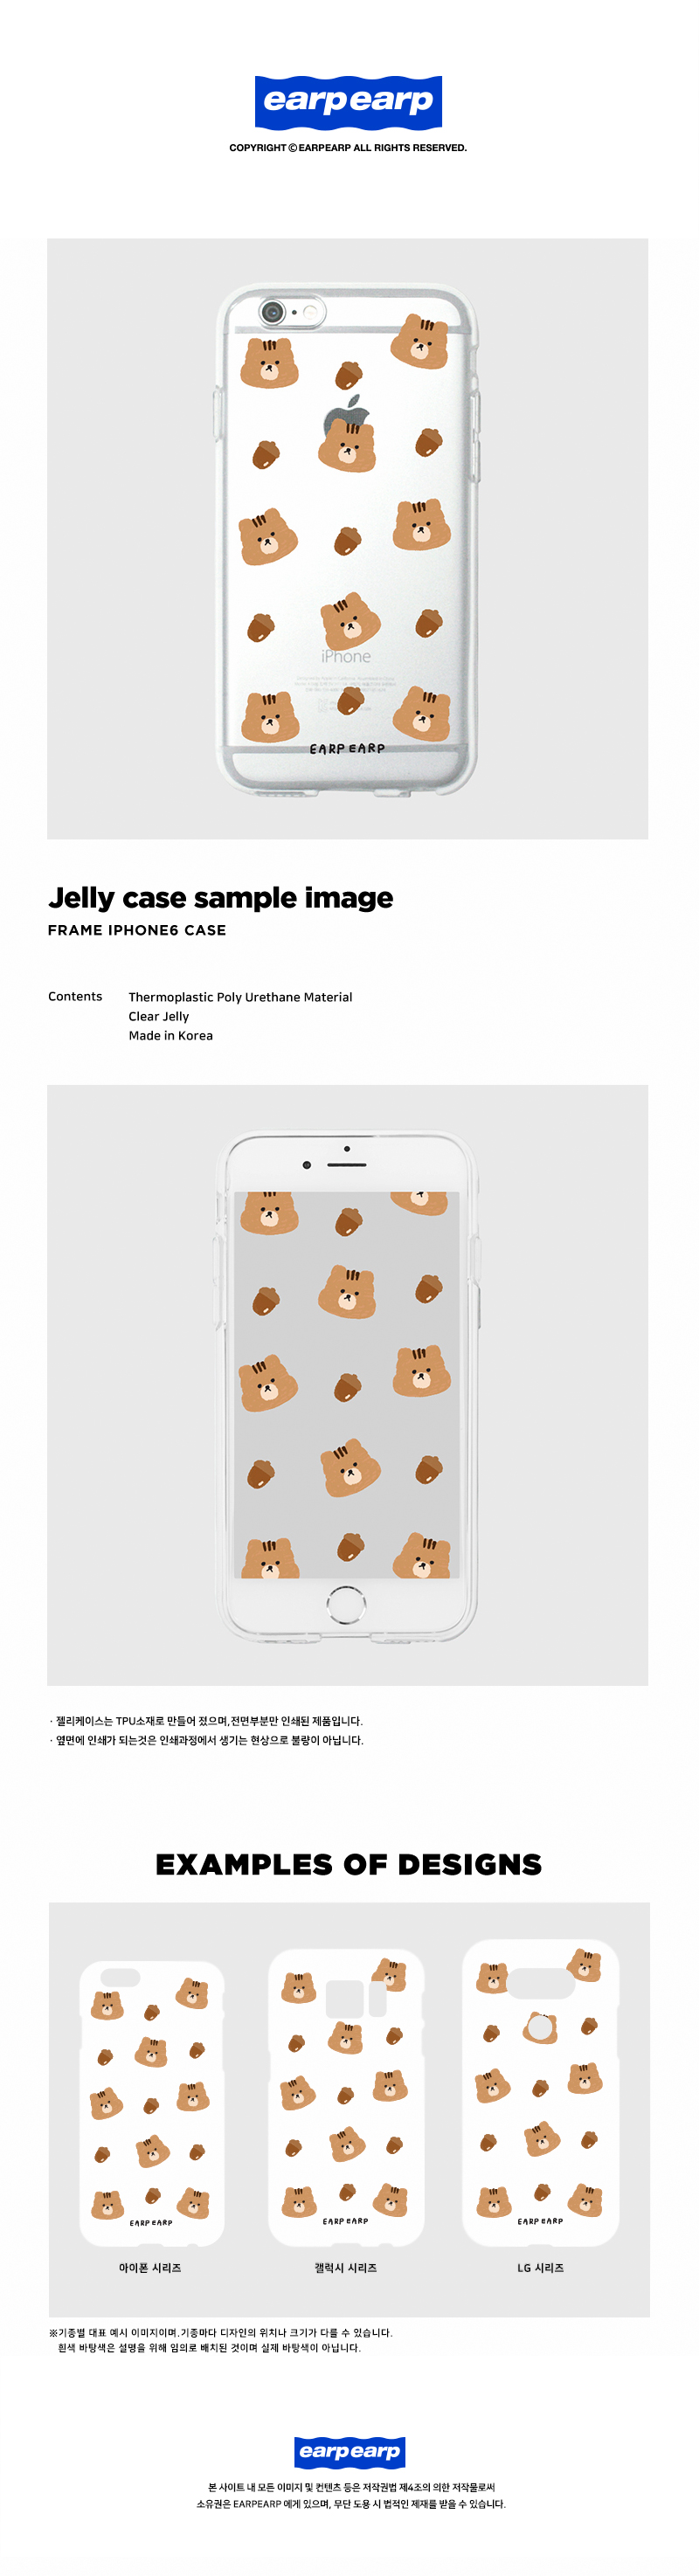 earp earp
COPYRIGHT © EARPEARP ALL RIGHTS RESERVED.
iPhone
EARP EARP
Jelly case sample image
FRAME IPHONE6 CASE
Contents
Thermoplastic Poly Urethane Material
Clear Jelly
Made in Korea
· 젤리케이스는 TPU소재로 만들어 졌으며,전면부분만 인쇄된 제품입니다.
· 옆면에 인쇄가 되는것은 인쇄과정에서 생기는 현상으로 불량이 아닙니다.
EXAMPLES OF DESIGNS
EARP EARP
EARP EARP
EARP EARP
아이폰 시리즈
갤럭시 시리즈
LG 시리즈
※기종별 대표 예시 이미지이며.기종마다 디자인의 위치나 크기가 다를 수 있습니다.
흰색 바탕색은 설명을 위해 임의로 배치된 것이며 실제 바탕색이 아닙니다.
earp earp
본 사이트 내 모든 이미지 및 컨텐츠 등은 저작권법 제4조의 의한 저작물로써
소유권은 EARPEARP 에게 있으며, 무단 도용 시 법적인 제재를 받을 수 있습니다.